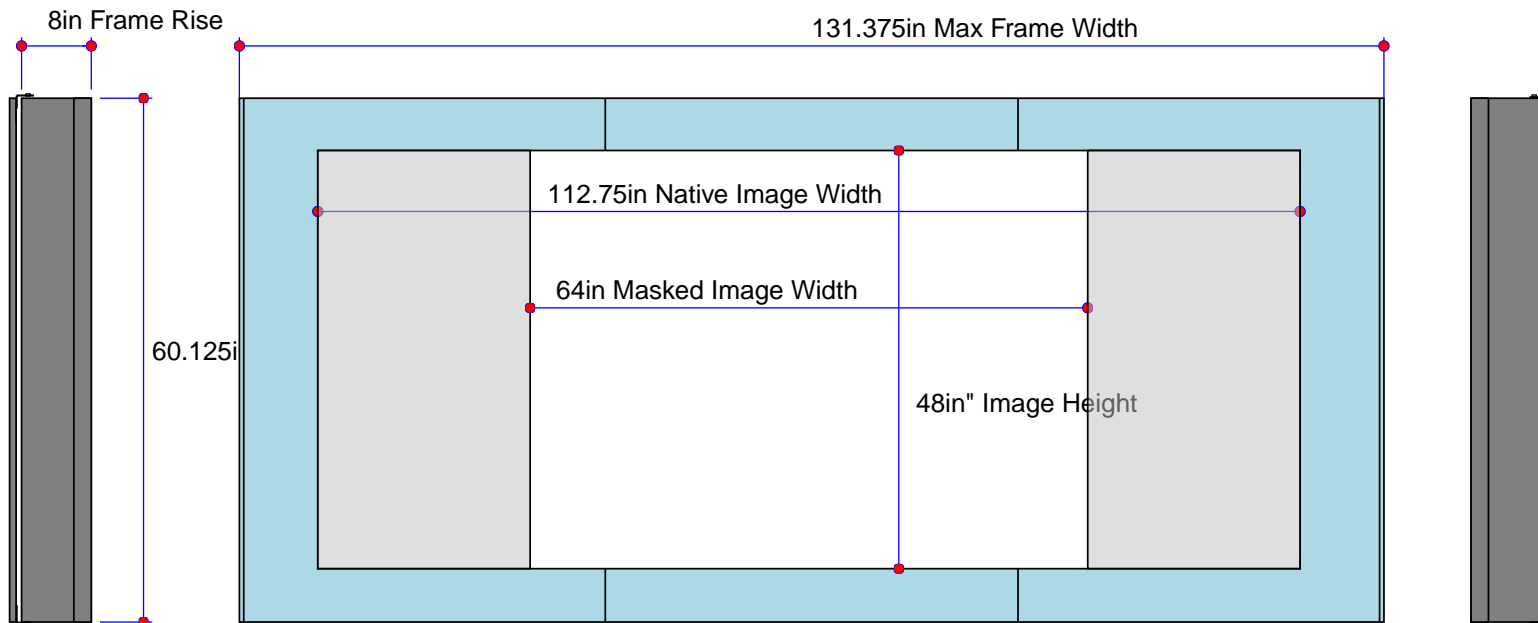 8in Frame Rise
131.375in Max Frame Width
112.75in Native Image Width
64in Masked Image Width
60.125i
48in" Image Height